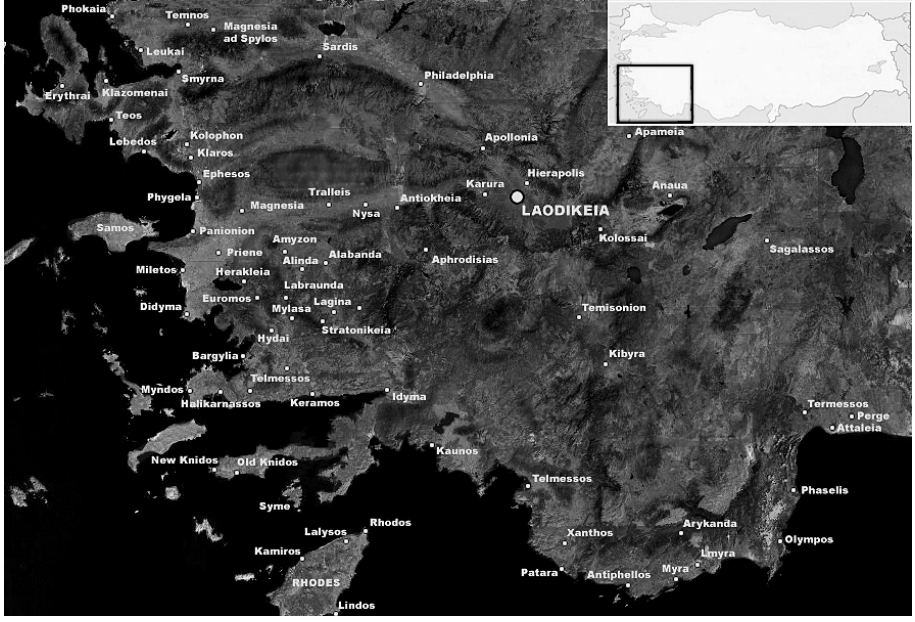 Phokaia
Temnos
Magnesia
ad Spylos
Leukai
Sardis
Smyrna
Philadelphia
Erythrai
Klazomenai
Teos
Kolophon
Lebedos
Klaros
Apollonia
Apameia
Ephesos
Hierapolis
Phygela
Tralleis
Karura
Anaua
Magnesia
Nysa
Antiokheia
LAODIKEIA
Samos
Panionion
Kolossai
Amyzon
Priene
Alabanda
Aphrodisias
Sagalassos
Alinda
Miletos
Herakleia
Labraunda
Euromos
Lagina
Didyma
Mylasa
Temisonion
Stratonikeia
Hydai
Bargylia
Kibyra
Telmessos
Myndos
Halikarnassos
Keramos
Idyma
Termessos
Perge
Attaleia
Kaunos
New Knidos
Old Knidos
Telmessos
Phaselis
Syme
Rhodos
Lalysos
Arykanda
Xanthos
Olympos
Kamiros
Lmyra
Patara
Antiphellos
Myra
RHODES
Lindos